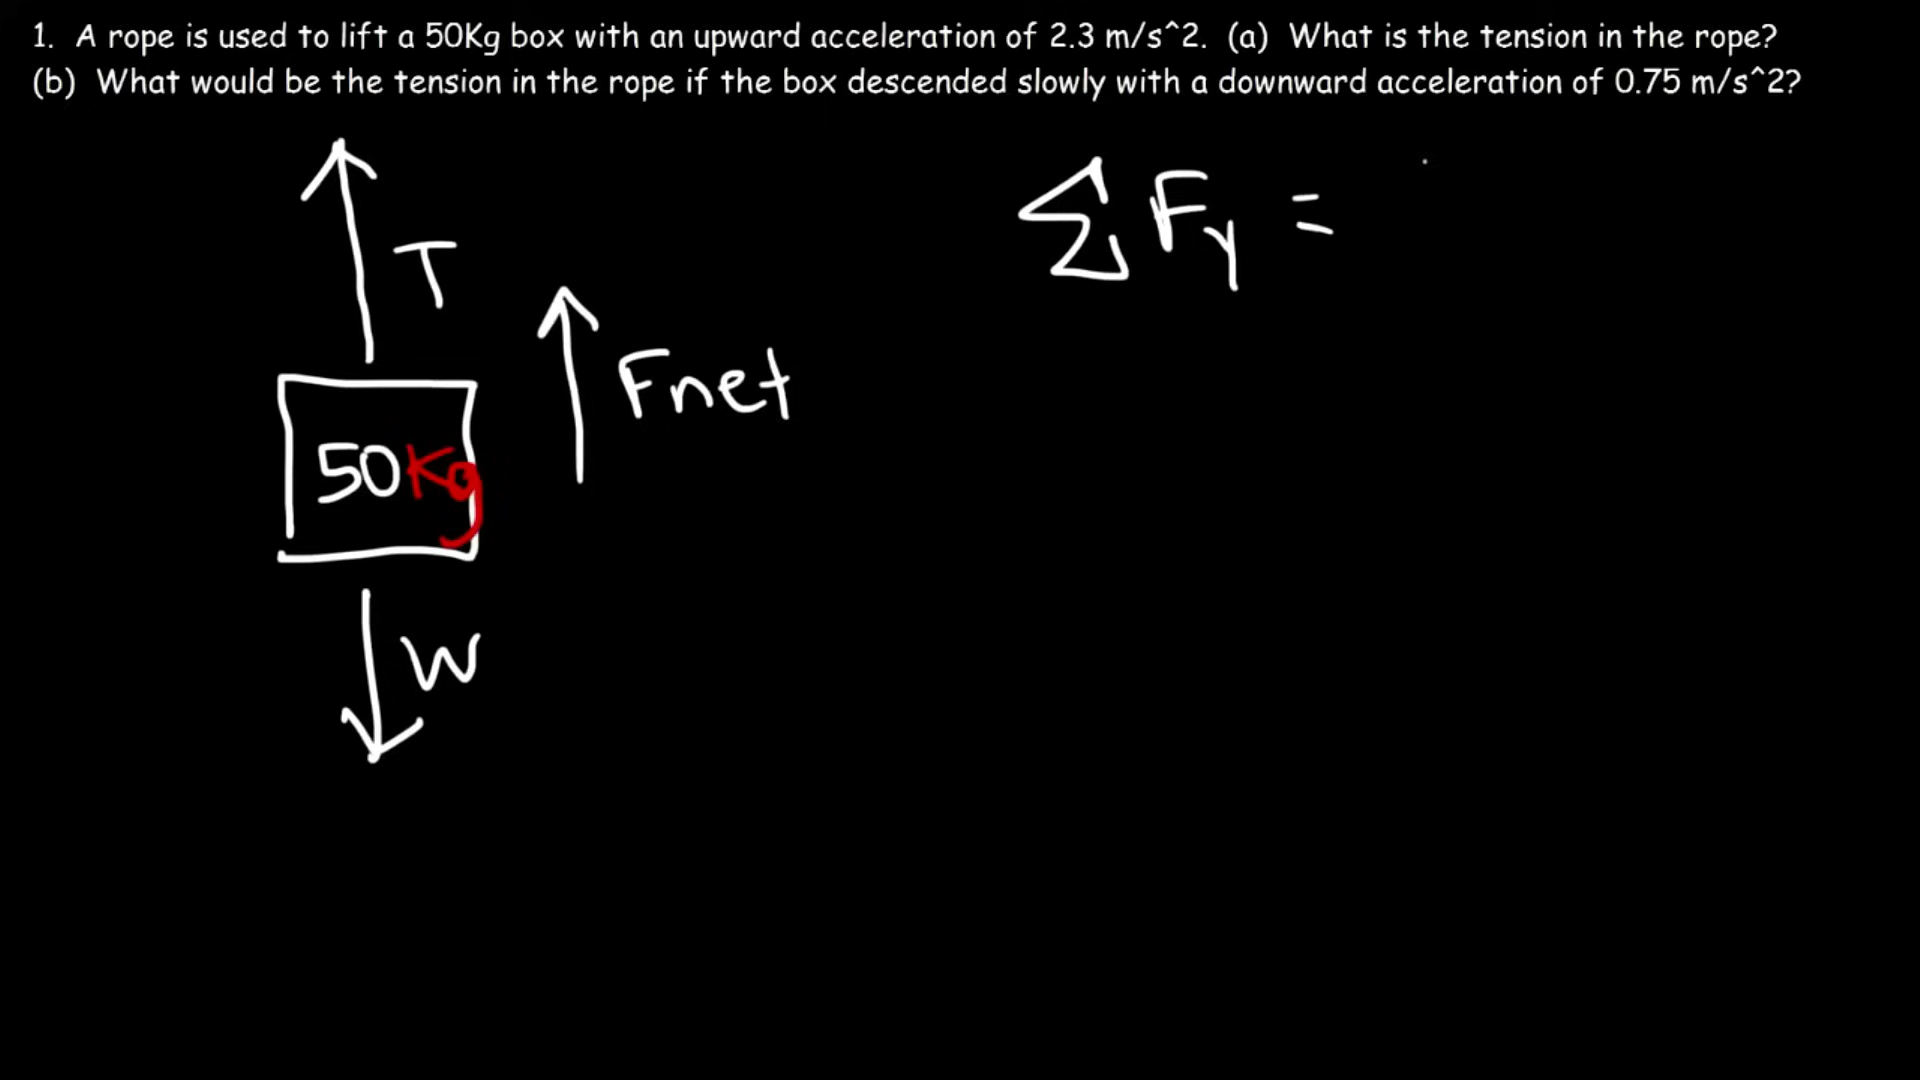 1. A rope is used to lift a 50Kg box with an upward acceleration of 2.3 m/s^2. (a) What is the tension in the rope?
(b) What would be the tension in the rope if the box descended slowly with a downward acceleration of 0.75 m/s^2?
T
Fnet
50Kg
W
∑ Fy =